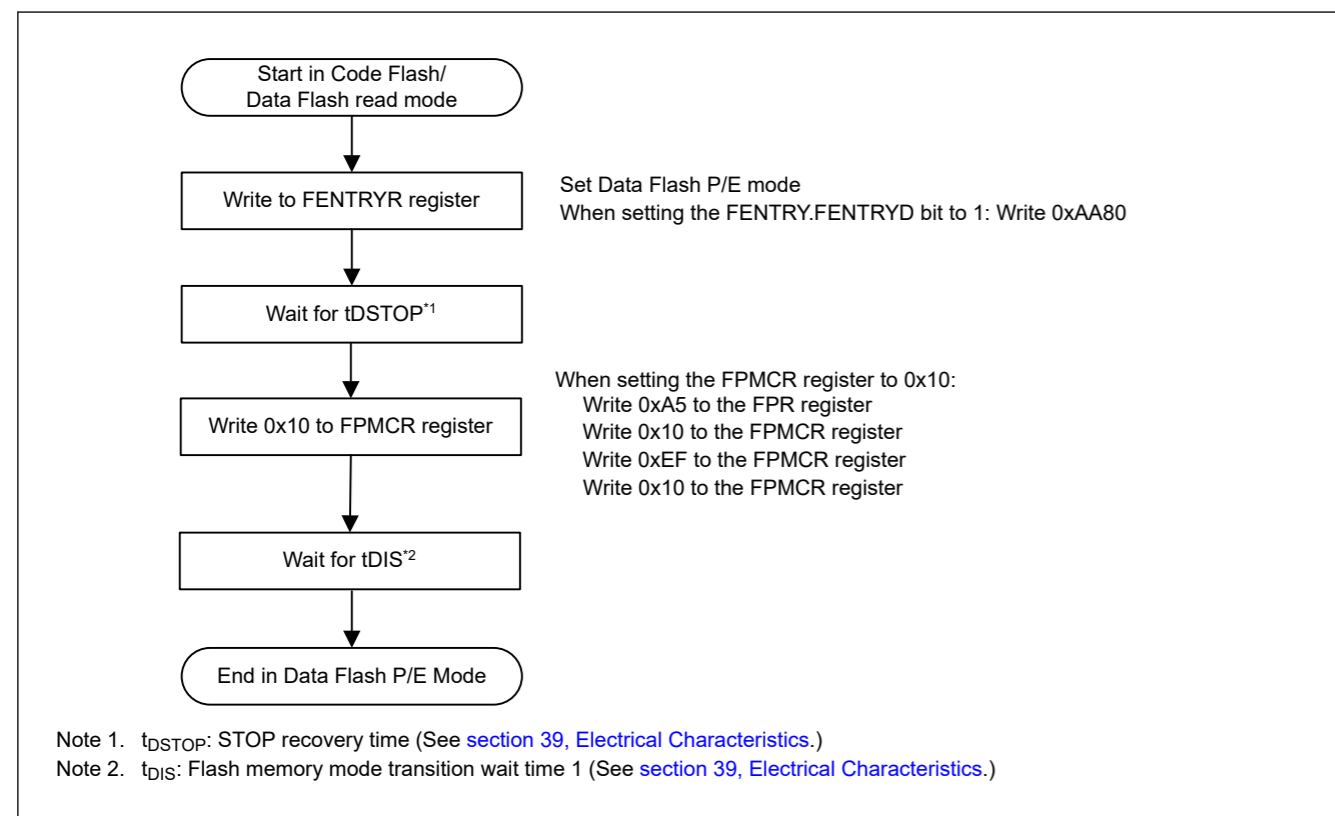 Start in Code Flash/
Data Flash read mode
Write to FENTRYR register
Set Data Flash P/E mode
When setting the FENTRY.FENTRYD bit to 1: Write 0xAA80
Wait for tDSTOP*1
Write 0x10 to FPMCR register
When setting the FPMCR register to 0x10:
Write 0xA5 to the FPR register
Write 0x10 to the FPMCR register
Write 0xEF to the FPMCR register
Write 0x10 to the FPMCR register
Wait for tDIS*2
End in Data Flash P/E Mode
Note 1. tDSTOP: STOP recovery time (See section 39, Electrical Characteristics.)
Note 2. tDIS: Flash memory mode transition wait time 1 (See section 39, Electrical Characteristics.)